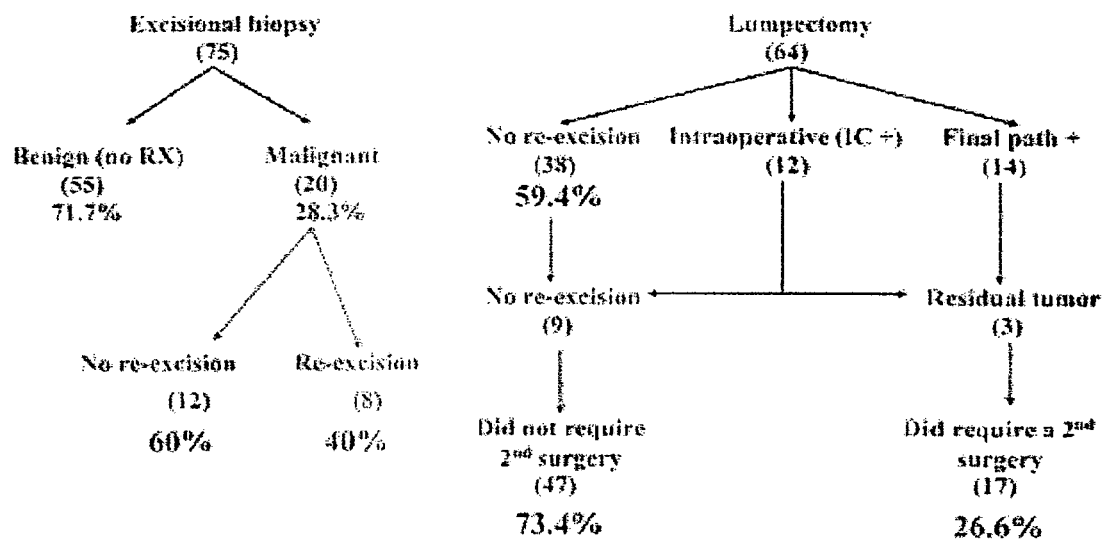 Excisional biopsy
(75)
Benign (no RX)
(55)
71.7%
Malignant
(20)
28.3%
No re-excision
(12)
60%
Re-excision
(8)
40%
Lumpectomy
(64)
No re-excision
(38)
59.4%
Intraoperative (IC +)
(12)
Final path +
(14)
No re-excision
(9)
Residual tumor
(3)
Did not require
2nd surgery
(47)
73.4%
Did require a 2nd
surgery
(17)
26.6%